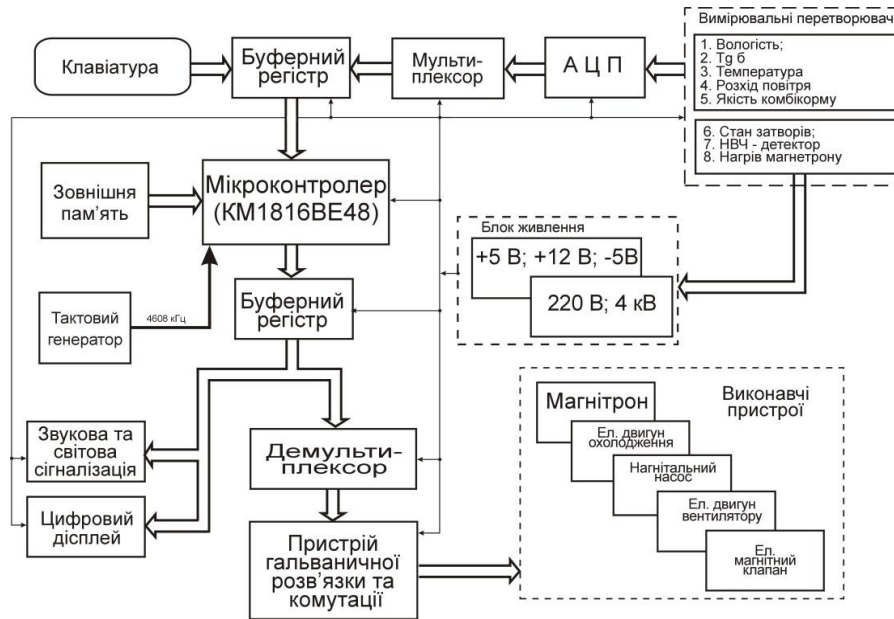 Вимірювальні перетворювач
Клавіатура
Буферний
регістр
Мульти-
плексор
А Ц П
1. Вологість;
2. Tg б
3. Температура
4. Розхід повітря
5. Якість комбікорму
6. Стан затворів;
7. НВЧ - детектор
8. Нагрів магнетрону
Зовнішня
пам’ять
Мікроконтролер
(КМ1816ВЕ48)
Блок живлення
+5 В; +12 В; -5В
220 В; 4 кВ
Тактовий
генератор
4608 кГц
Буферний
регістр
Виконавчі
пристрої
Магнітрон
Ел. двигун
охолодження
Нагнітальний
насос
Ел. двигун
вентилятору
Ел.
магнітний
клапан
Звукова та
світова
сігналізація
Демульти-
плексор
Цифровий
дісплей
Пристрій
гальваничної
розв’язки та
комутації